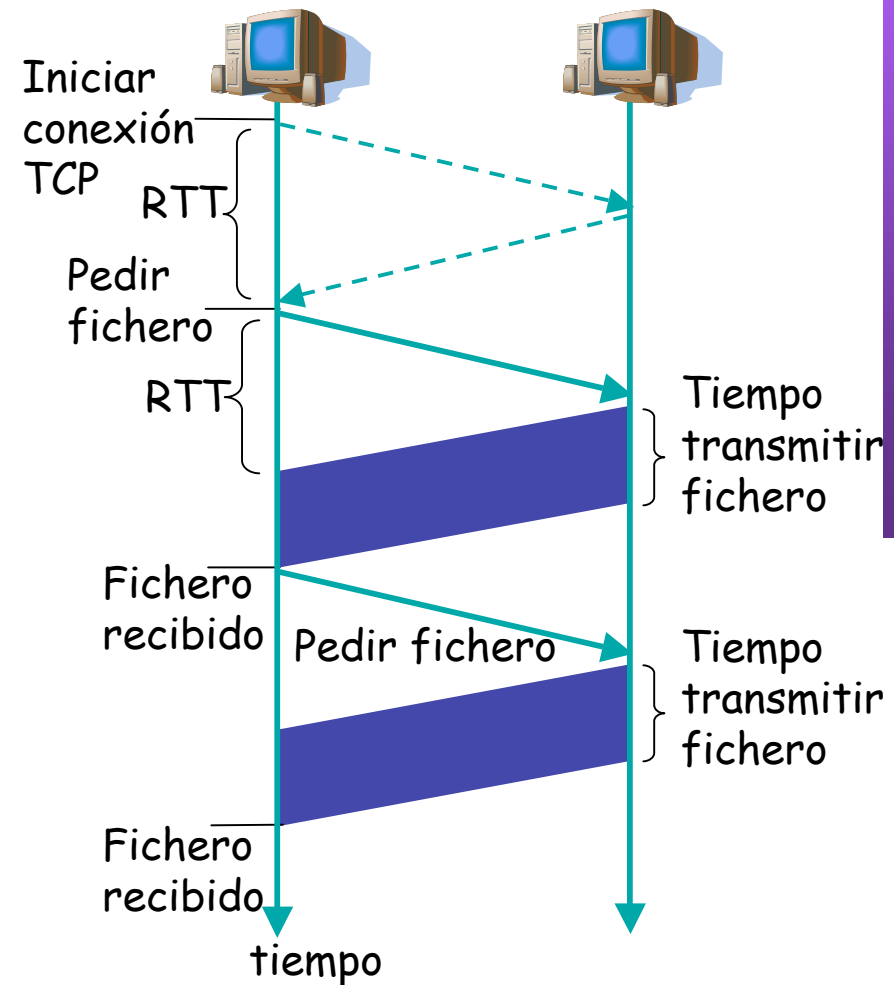 Iniciar
conexión
TCP
RTT
Pedir
fichero
RTT
Tiempo
transmitir
fichero
Fichero
recibido
Pedir fichero
Tiempo
transmitir
fichero
Fichero
recibido
tiempo